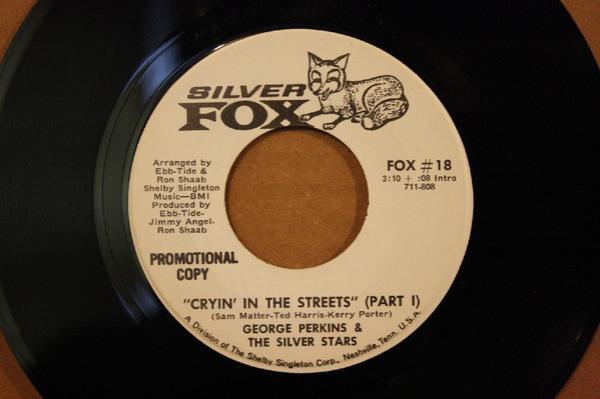 SILVER
FOX
FOX #18
3:10 + :08 Intro
711-808
Arranged by
Ebb-Tide &
Ron Shaab
Shelby Singleton
Music—BMI
Produced by
Ebb-Tide-
Jimmy Angel-
Ron Shaab
PROMOTIONAL
COPY
"CRYIN' IN THE STREETS" (PART I)
(Sam Matter-Ted Harris-Kerry Porter)
GEORGE PERKINS &
THE SILVER STARS
A Division of The Shelby Singleton Corp., Nashville, Tenn. U.S.A.